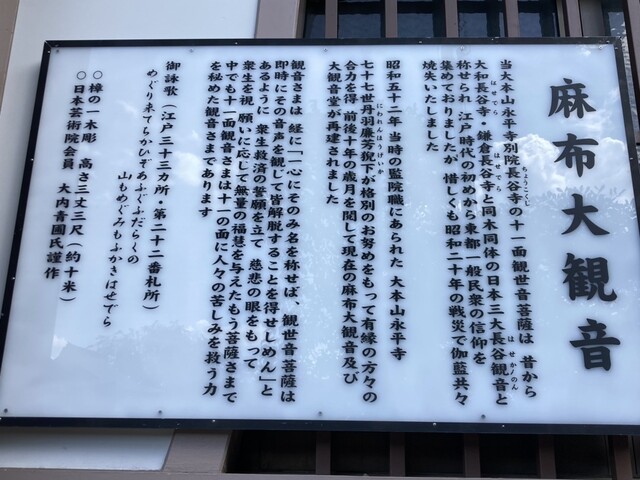 麻布大観音
当大本山永平寺別院長谷寺の十一面観世音菩薩は 昔から
大和長谷寺・鎌倉長谷寺と同木同体の日本三大長谷観音と
称せられ 江戸時代の初めから東都一般民衆の信仰を
集めておりましたが 惜しくも昭和二十年の戦災で伽藍共々
焼失いたしました
昭和五十二年 当時の監院職にあられた 大本山永平寺
七十七世丹羽廉芳猊下が格別のお努めをもって有縁の方々の
合力を得 前後十年の歳月を関して現在の麻布大観音及び
大観音堂が再建されました
観音さまは 経に「一心にそのみ名を称せば、観世音菩薩は
即時にその音声を観じて皆解脱することを得せしめん」と
あるように 衆生救済の誓願を立て 慈悲の眼をもって
衆生を視 願いに応じて無量の福慧を与えたもう菩薩さまで
中でも十一面観音さまは十一の面に人々の苦しみを救う力
を秘めた観音さまであります
御詠歌（江戸三十三カ所・第二十二番札所）
めぐり来てらかひぞあふぐふだらくの
山もめぐみもふかきはせでら
○樟の一木彫 高さ三丈三尺（約十米）
○日本芸術院会員 大内青圃氏謹作